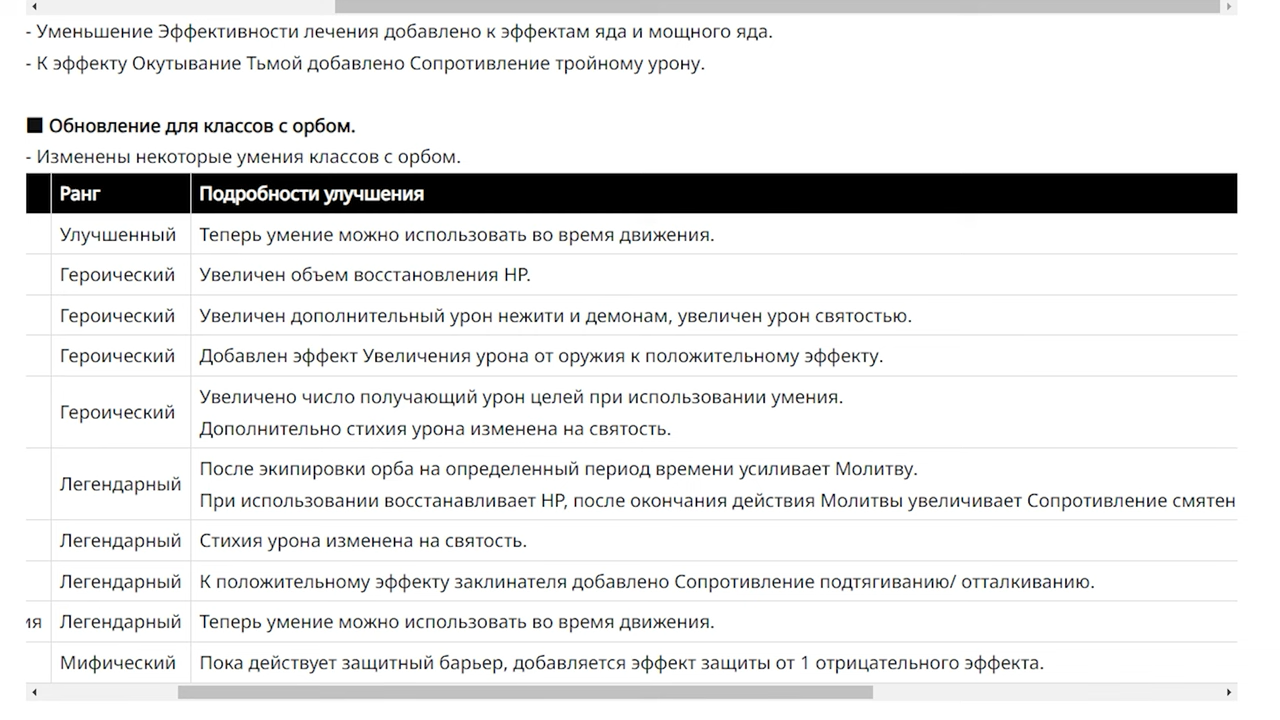 - Уменьшение Эффективности лечения добавлено к эффектам яда и мощного яда.
- К эффекту Окутывание Тьмой добавлено Сопротивление тройному урону.
■ Обновление для классов с орбом.
- Изменены некоторые умения классов с орбом.
Ранг Подробности улучшения
Улучшенный Теперь умение можно использовать во время движения.
Героический Увеличен объем восстановления HP.
Героический Увеличен дополнительный урон нежити и демонам, увеличен урон святостью.
Героический Добавлен эффект Увеличения урона от оружия к положительному эффекту.
Героический Увеличено число получающий урон целей при использовании умения.
Дополнительно стихия урона изменена на святость.
Легендарный После экипировки орба на определенный период времени усиливает Молитву.
При использовании восстанавливает HP, после окончания действия Молитвы увеличивает Сопротивление смятен
Легендарный Стихия урона изменена на святость.
Легендарный К положительному эффекту заклинателя добавлено Сопротивление подтягиванию/ отталкиванию.
ия Легендарный Теперь умение можно использовать во время движения.
Мифический Пока действует защитный барьер, добавляется эффект защиты от 1 отрицательного эффекта.